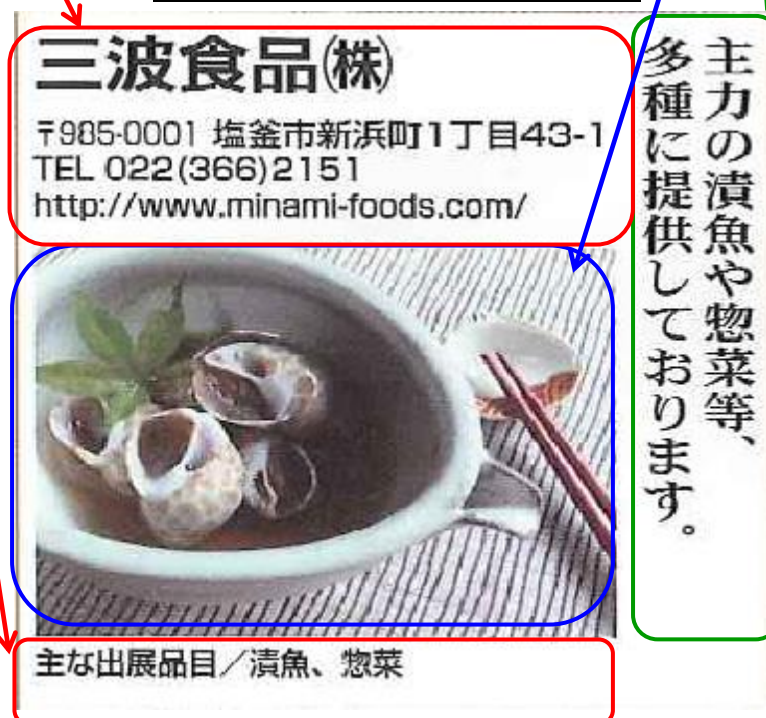 三波食品㈱
〒985-0001 塩釜市新浜町1丁目43-1
TEL 022(366)2151
http://www.minami-foods.com/
主力の漬魚や惣菜等、
多種に提供しております。
主な出展品目／漬魚、惣菜